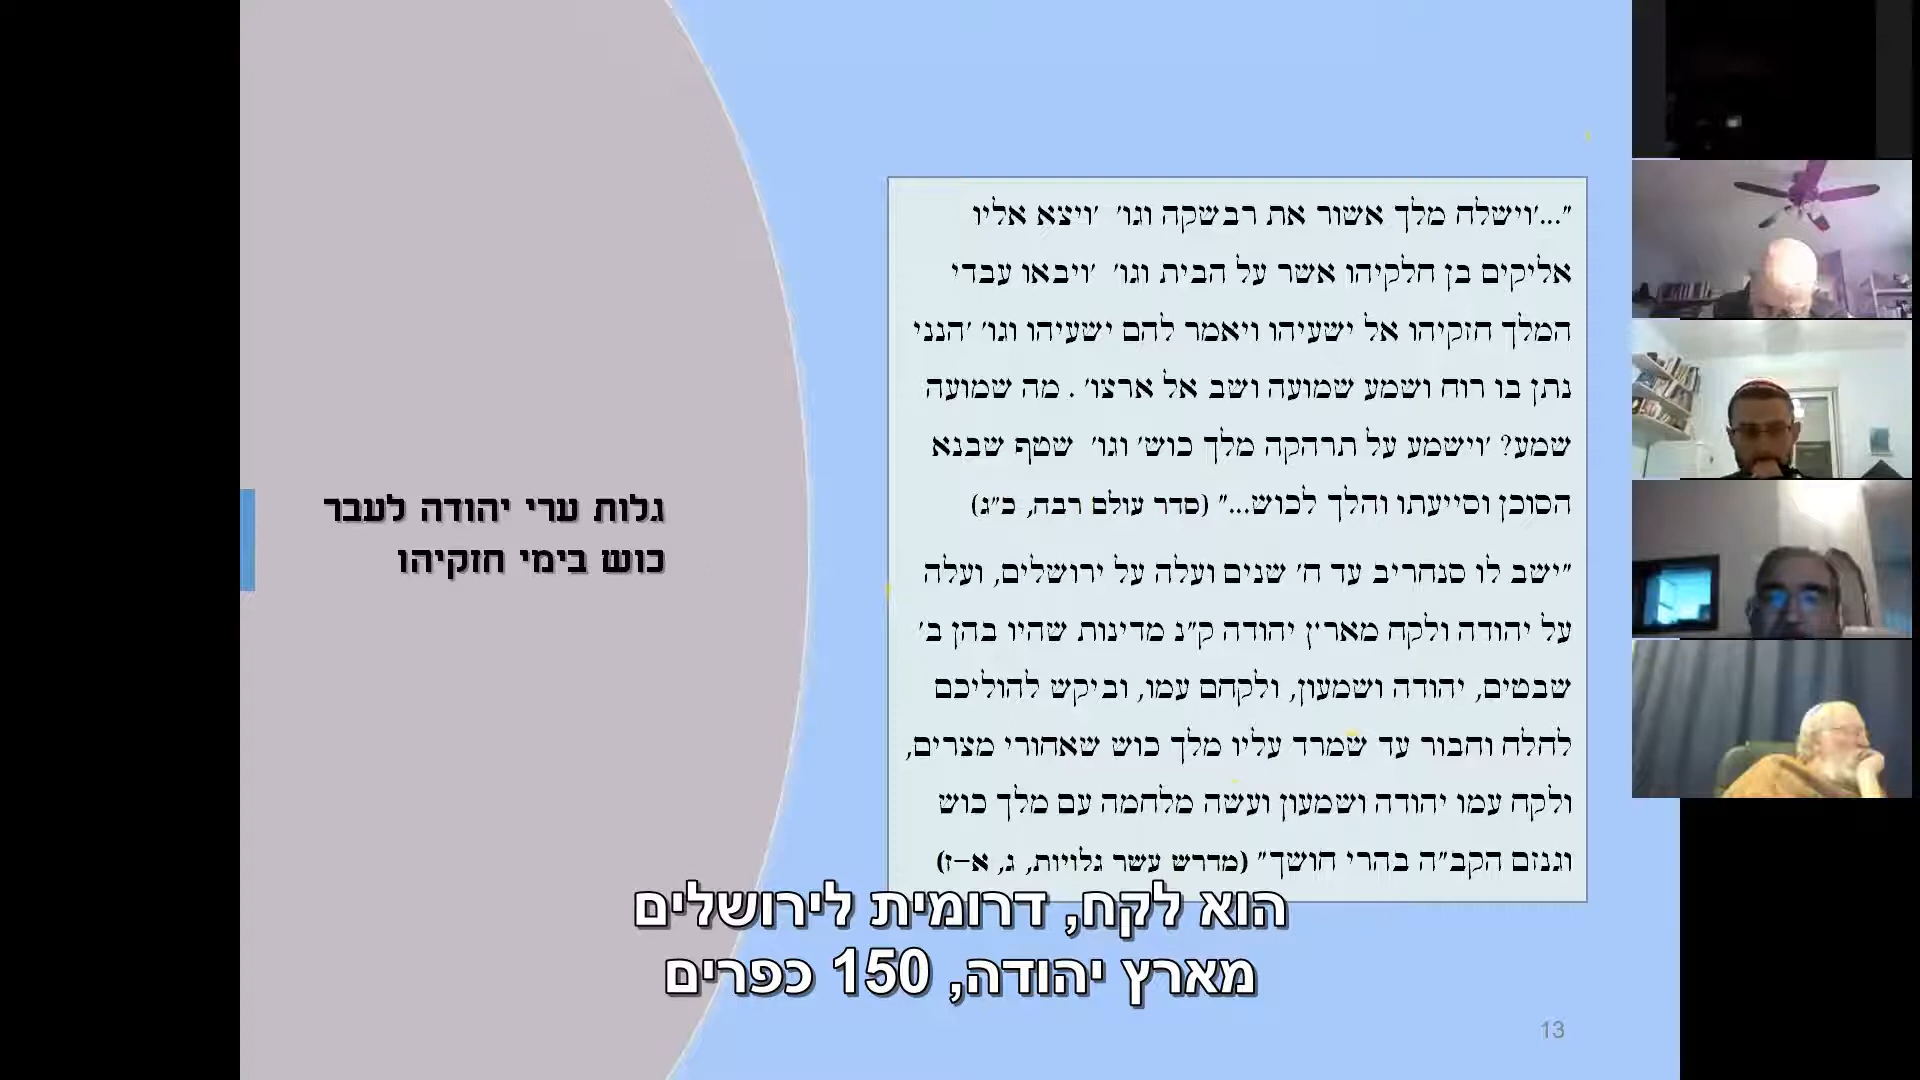 גלות ערי יהודה לעבר
כוש בימי חזקיהו
"...'וישלח מלך אשור את רבשקה וגו' 'ויצא אליו
אליקים בן חלקיהו אשר על הבית וגו' 'ויבאו עבדי
המלך חזקיהו אל ישעיהו ויאמר להם ישעיהו וגו' 'הנני
נתן בו רוח ושמע שמועה ושב אל ארצו' . מה שמועה
שמע? 'וישמע על תרהקה מלך כוש' וגו' שטף שבנא
הסוכן וסייעתו והלך לכוש..." (סדר עולם רבה, כ"ג)
"ישב לו סנחריב עד ח' שנים ועלה על ירושלים, ועלה
על יהודה ולקח מארץ יהודה ק"נ מדינות שהיו בהן ב'
שבטים, יהודה ושמעון, ולקחם עמו, וביקש להוליכם
לחלח וחבור עד שמרד עליו מלך כוש שאחורי מצרים,
ולקח עמו יהודה ושמעון ועשה מלחמה עם מלך כוש
וגנזם הקב"ה בהרי חושך" (מדרש עשר גלויות, ג, א–ז)
הוא לקח, דרומית לירושלים
מארץ יהודה, 150 כפרים
13